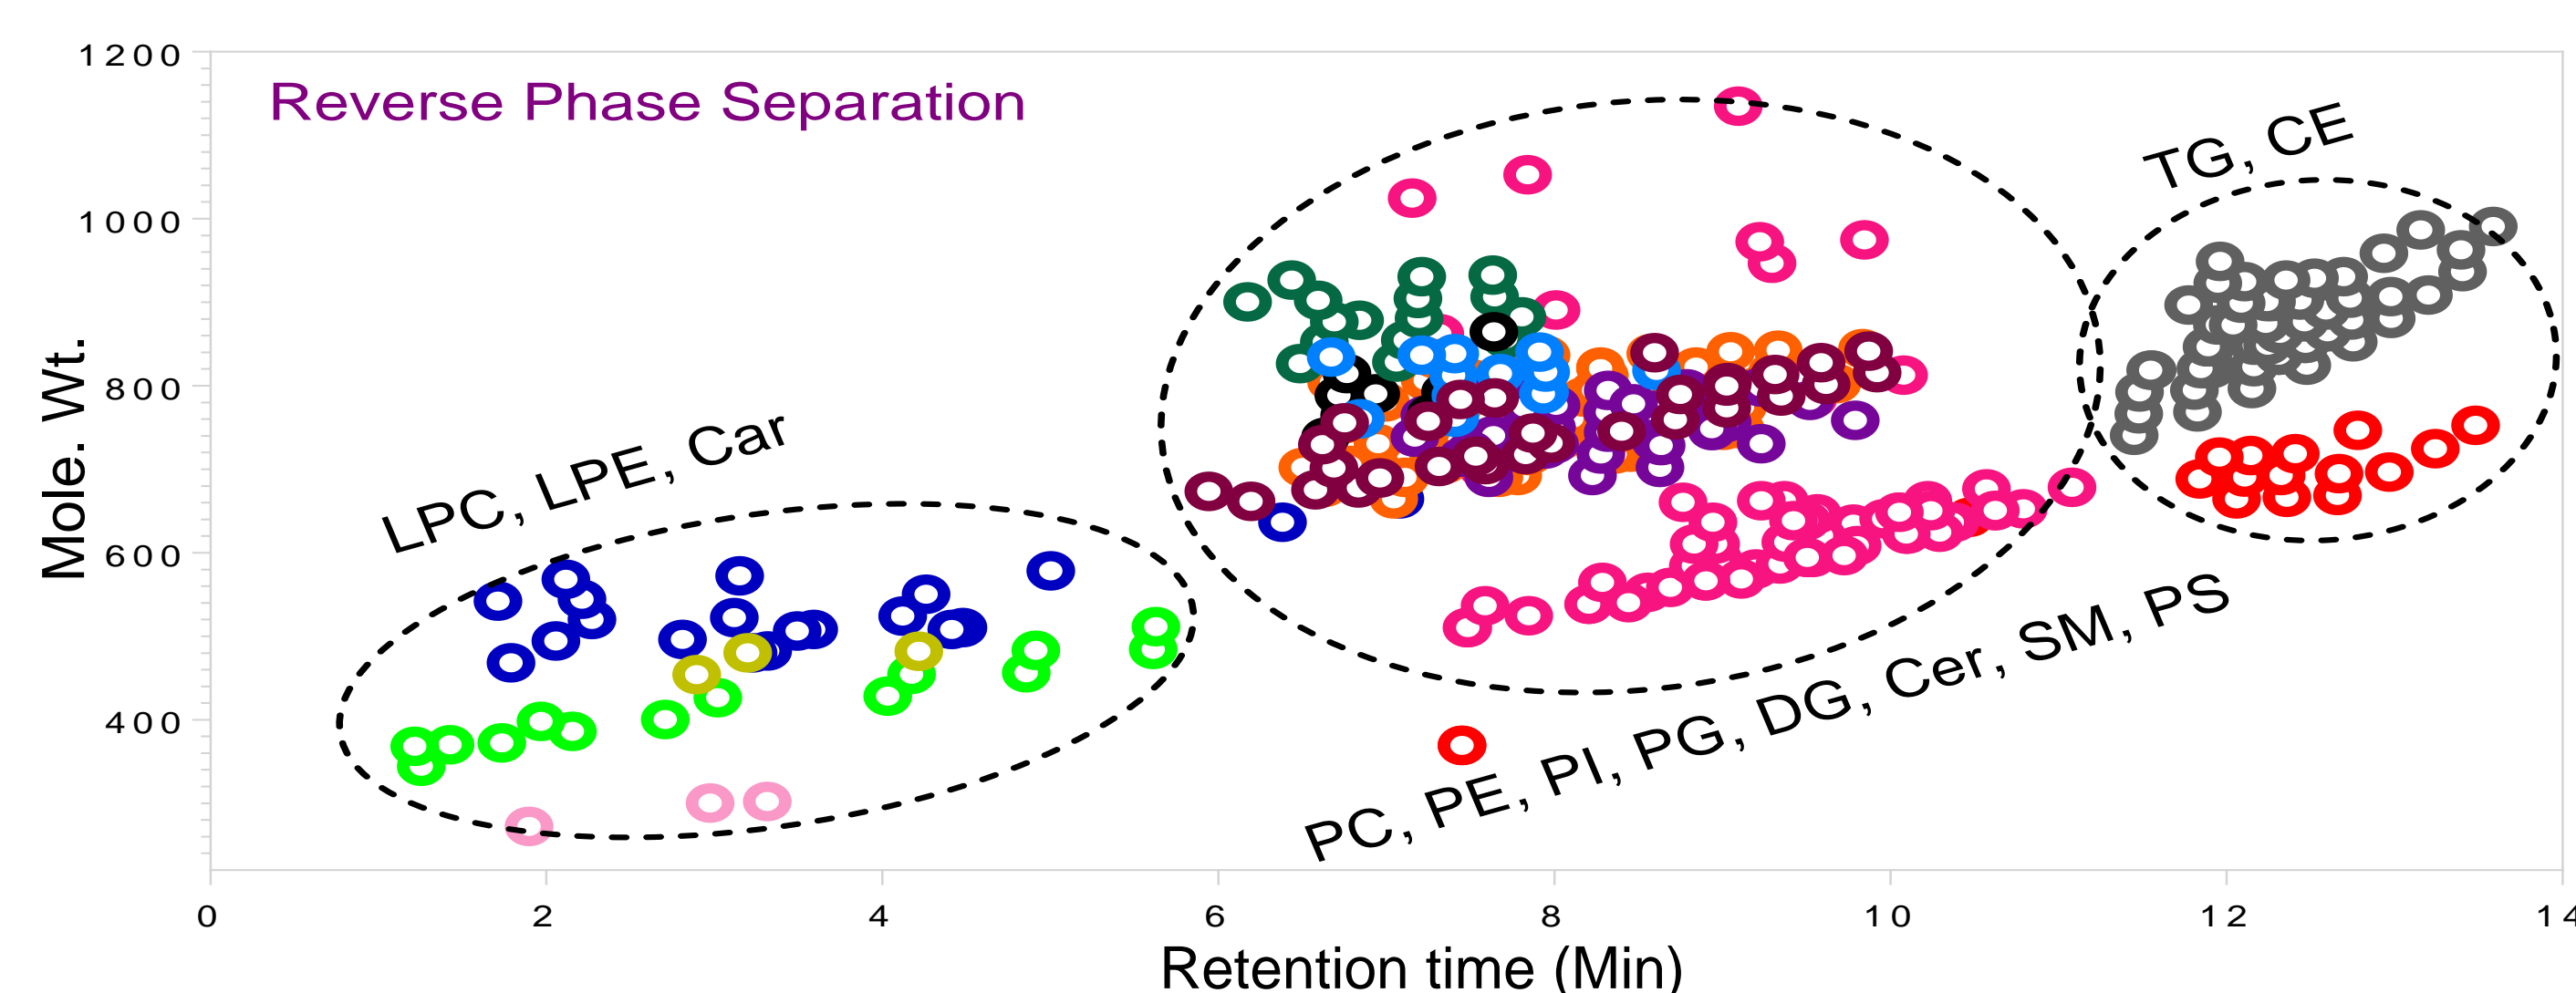 1200
Reverse Phase Separation
TG, CE
1000
800
Mole. Wt.
LPC, LPE, Car
600
PC, PE, PI, PG, DG, Cer, SM, PS
400
0 2 4 6 8 10 12 14
Retention time (Min)